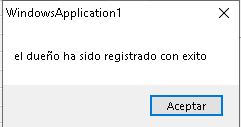 WindowsApplication1
el dueño ha sido registrado con exito
Aceptar